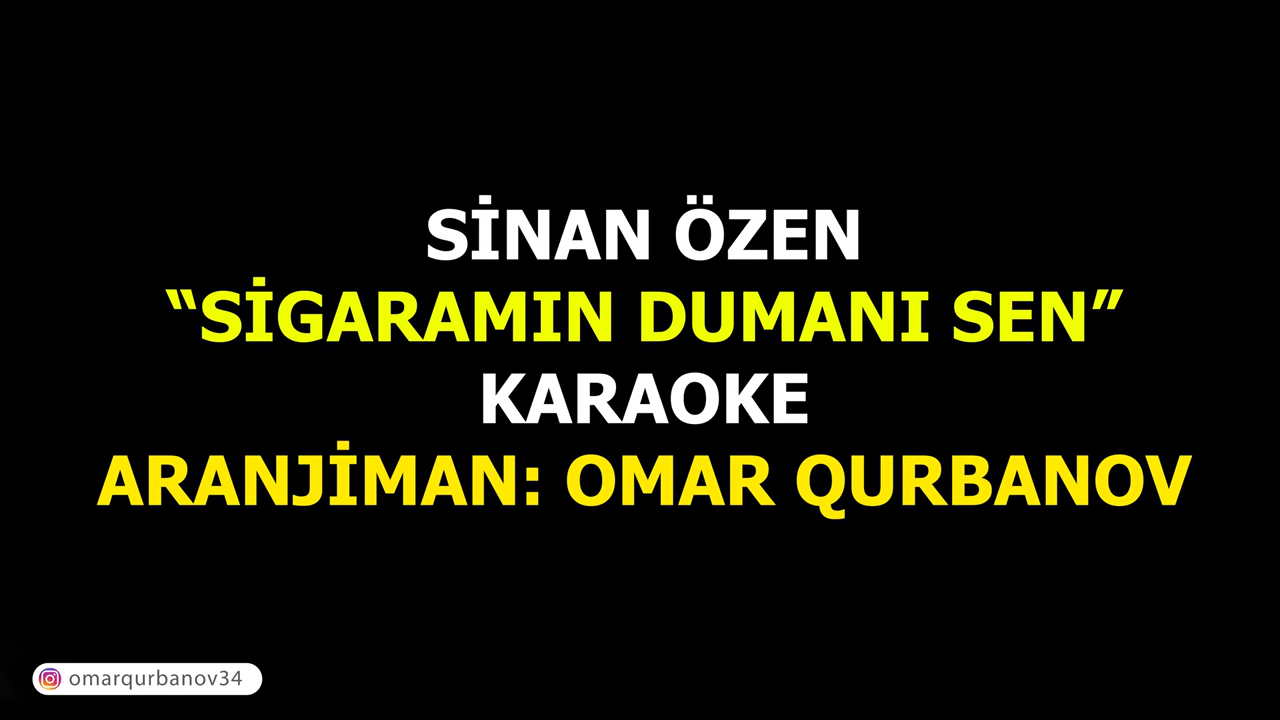 SİNAN ÖZEN
“SİGARAMIN DUMANI SEN”
KARAOKE
ARANJİMAN: OMAR QURBANOV
omarqurbanov34